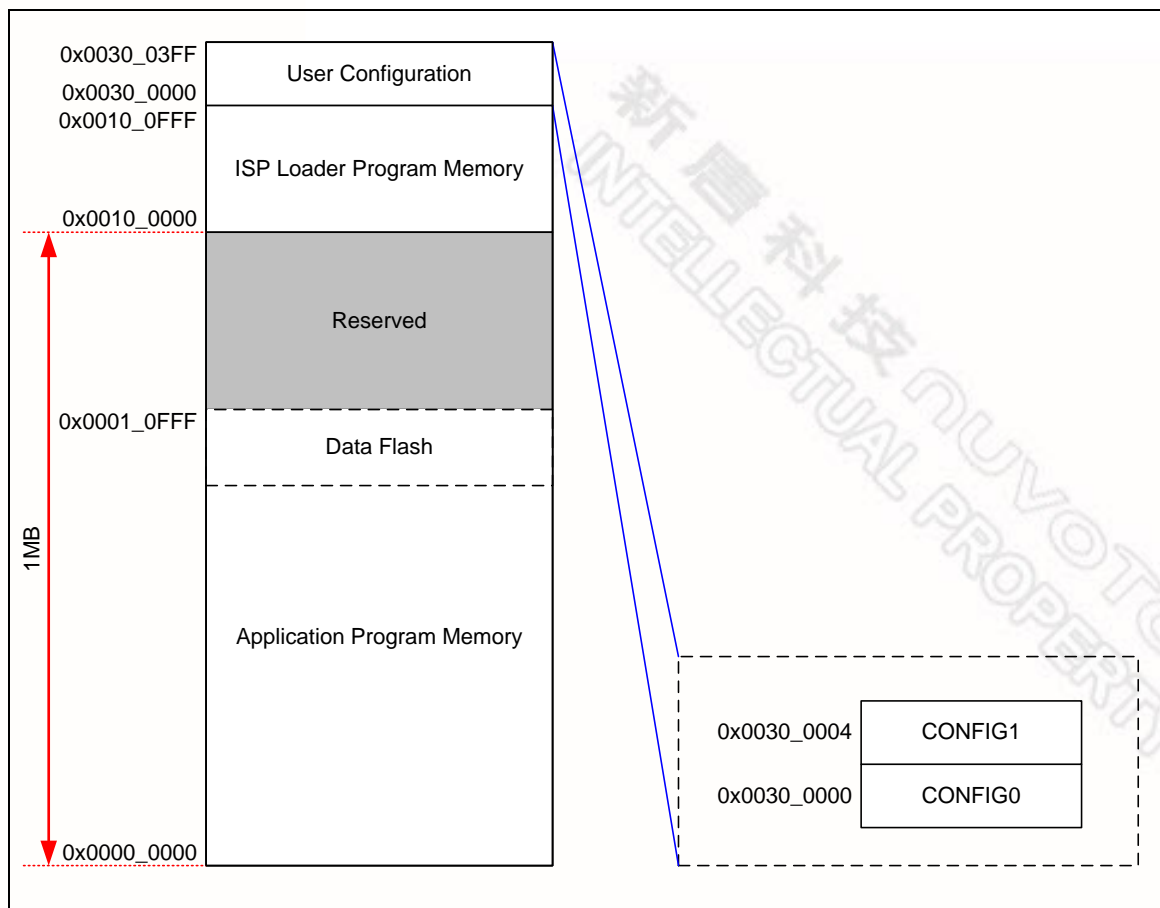 0x0030_03FF
User Configuration
0x0030_0000
0x0010_0FFF
ISP Loader Program Memory
0x0010_0000
Reserved
0x0001_0FFF
Data Flash
1MB
Application Program Memory
0x0000_0000
0x0030_0004
CONFIG1
0x0030_0000
CONFIG0
新唐科技 nuvoTo
INTELLECTUAL PROPERTY